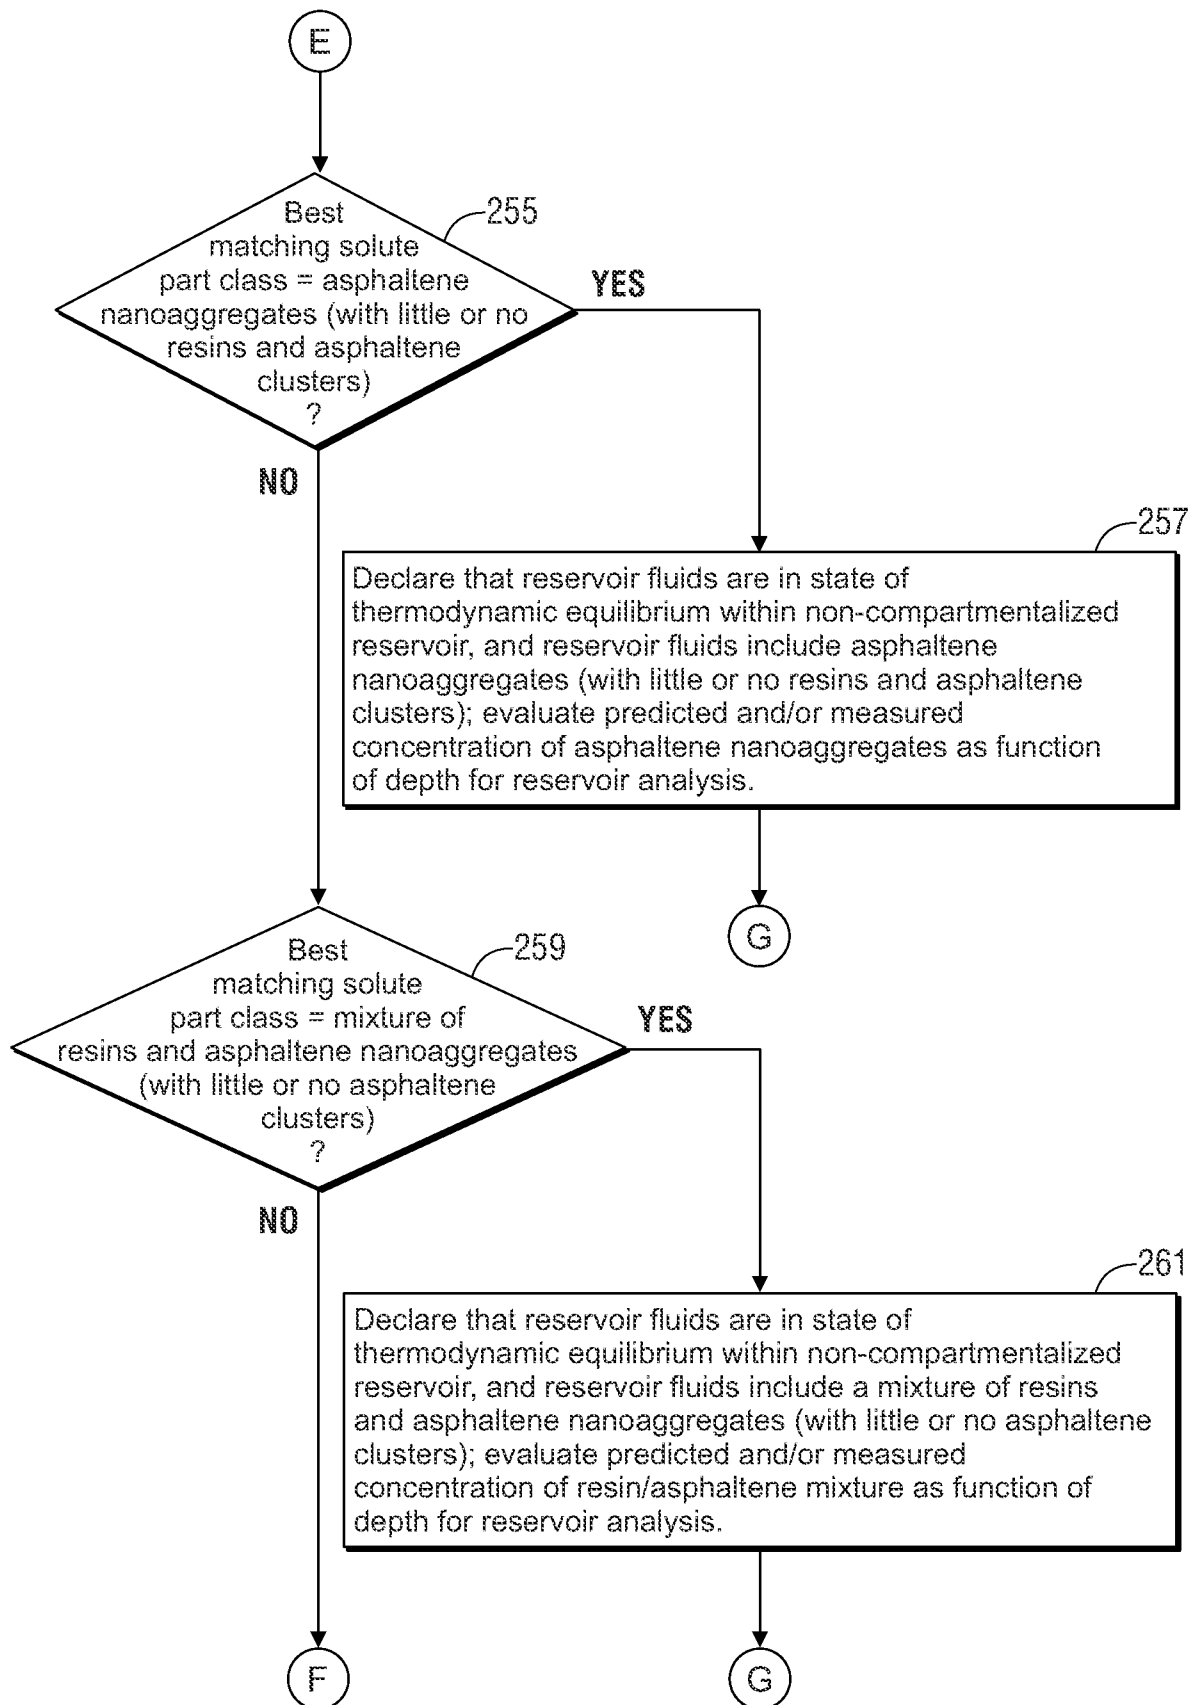 E
255
Best
matching solute
part class = asphaltene
nanoaggregates (with little or no
resins and asphaltene
clusters)
?
YES
NO
257
Declare that reservoir fluids are in state of
thermodynamic equilibrium within non-compartmentalized
reservoir, and reservoir fluids include asphaltene
nanoaggregates (with little or no resins and asphaltene
clusters); evaluate predicted and/or measured
concentration of asphaltene nanoaggregates as function
of depth for reservoir analysis.
G
259
Best
matching solute
part class = mixture of
resins and asphaltene nanoaggregates
(with little or no asphaltene
clusters)
?
YES
NO
261
Declare that reservoir fluids are in state of
thermodynamic equilibrium within non-compartmentalized
reservoir, and reservoir fluids include a mixture of resins
and asphaltene nanoaggregates (with little or no asphaltene
clusters); evaluate predicted and/or measured
concentration of resin/asphaltene mixture as function of
depth for reservoir analysis.
F
G